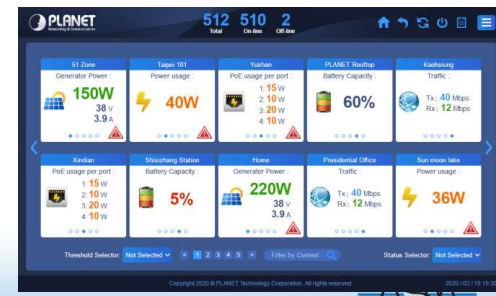 PLANET
Networking & Communication
512 510 2
Total On-line Off-line
51 Zone
Generator Power :
150W
38 V
3.9 A
Taipei 101
Power usage :
40W
Yushan
PoE usage per port :
1: 15 W
2: 10 W
3: 20 W
4: 10 W
PLANET Rooftop
Battery Capacity :
60%
Kaohsiung
Traffic :
Tx : 40 Mbps
Rx : 12 Mbps
Xindian
PoE usage per port :
1: 15 W
2: 10 W
3: 20 W
4: 10 W
Shisizhang Station
Battery Capacity :
5%
Home
Generator Power :
220W
38 V
3.9 A
Presidential Office
Traffic :
Tx : 40 Mbps
Rx : 12 Mbps
Sun moon lake
Power usage :
36W
Threshold Selector: Not Selected « 1 2 3 4 5 » Filter by Context Status Selector: Not Selected
Copyright 2020 © PLANET Technology Corporation. All rights reserved. 2020 / 02 / 18 15:30